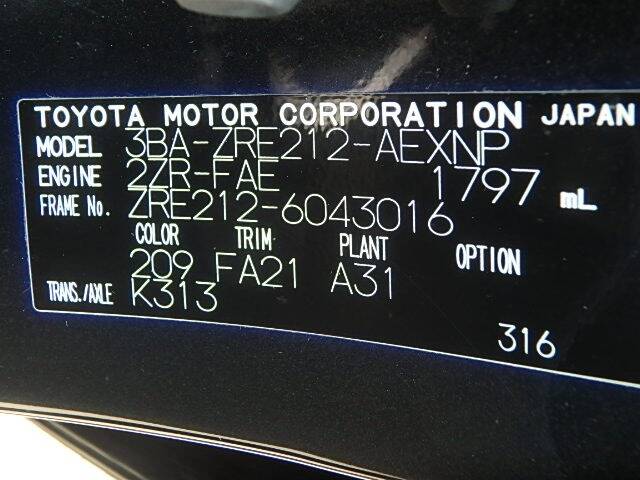 TOYOTA MOTOR CORPORATION JAPAN
MODEL 3BA-ZRE212-AEXNP
ENGINE 2ZR-FAE 1797 mL
FRAME No. ZRE212-6043016
COLOR TRIM PLANT OPTION
209 FA21 A31
TRANS./AXLE K313
316